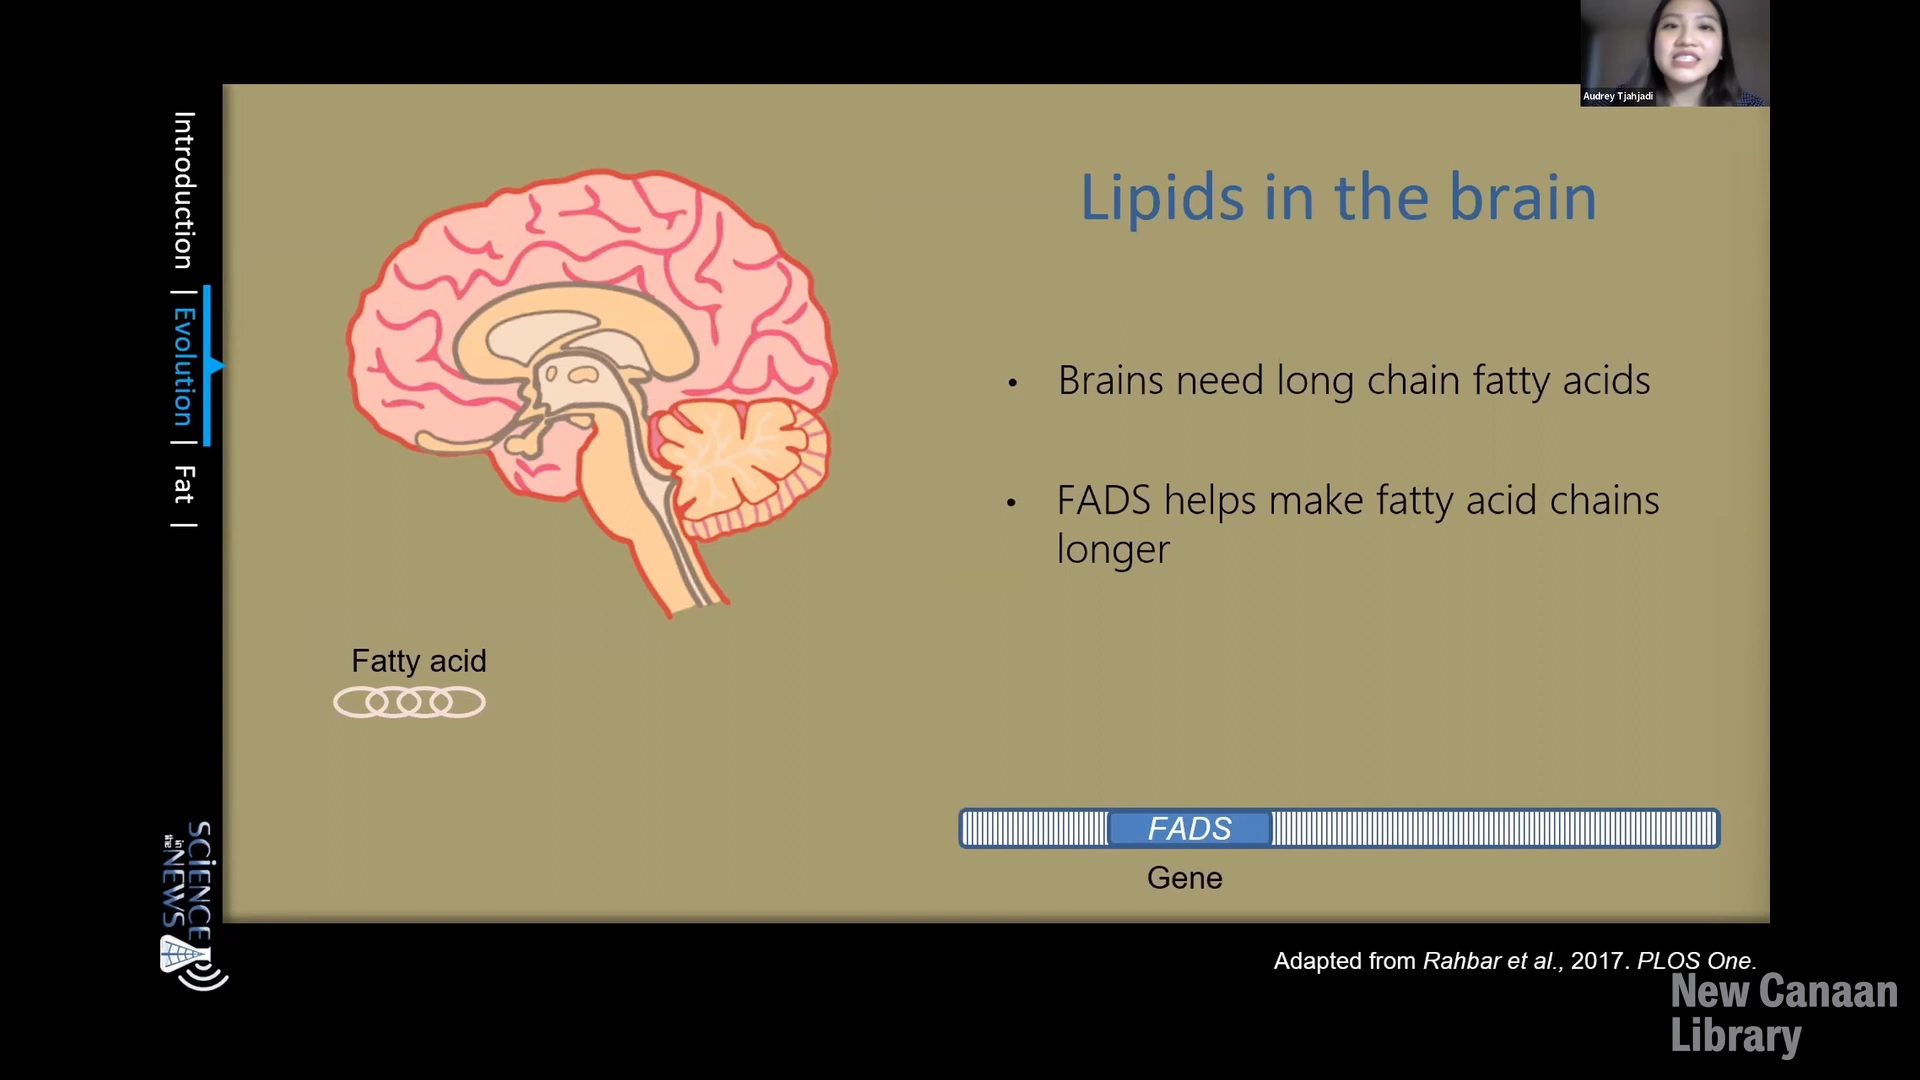 Audrey Tjahjadi
Introduction | Evolution | Fat |
Lipids in the brain
• Brains need long chain fatty acids
• FADS helps make fatty acid chains
longer
Fatty acid
FADS
Gene
SCIENCE
in the
NEWS
Adapted from Rahbar et al., 2017. PLOS One.
New Canaan
Library